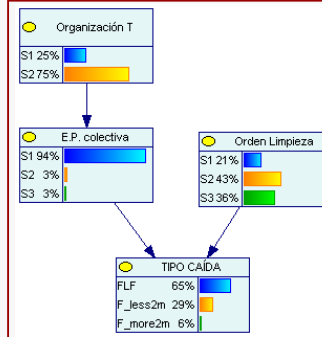 Organización T
S1 25%
S2 75%
E.P. colectiva
S1 94%
S2 3%
S3 3%
Orden Limpieza
S1 21%
S2 43%
S3 36%
TIPO CAÍDA
FLF 65%
F_less2m 29%
F_more2m 6%